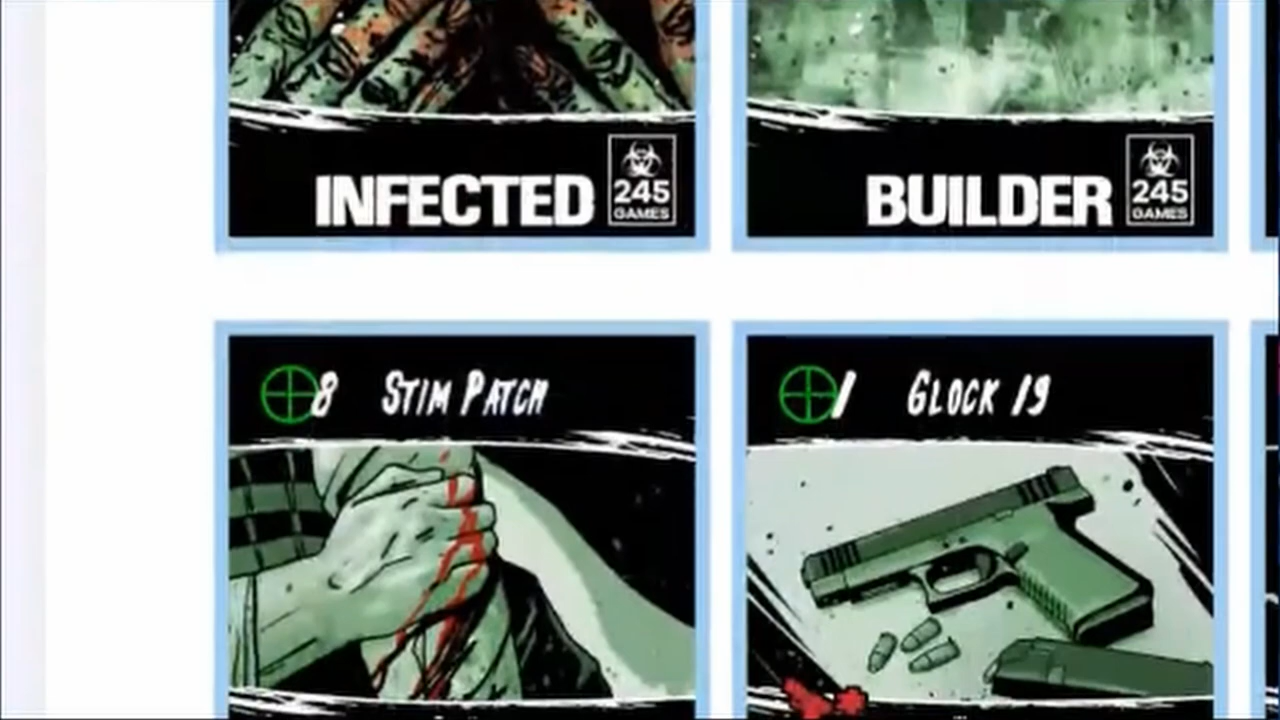 INFECTED
245
GAMES
BUILDER
245
GAMES
8 STIM PATCH
1 GLOCK 19